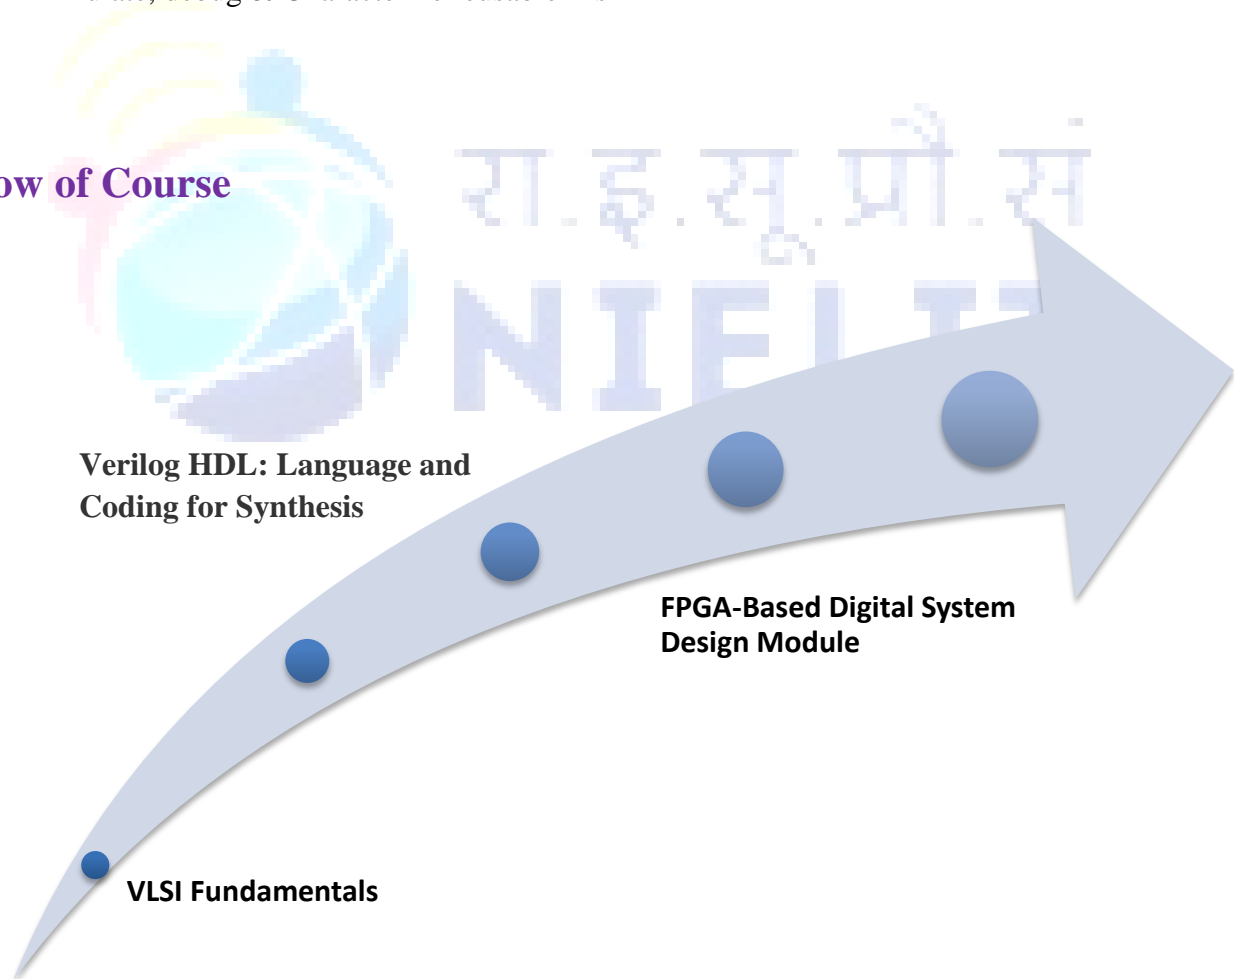 ow of Course
रा.इ.सू.प्रौ.सं
NIELIT
Verilog HDL: Language and
Coding for Synthesis
FPGA-Based Digital System
Design Module
VLSI Fundamentals